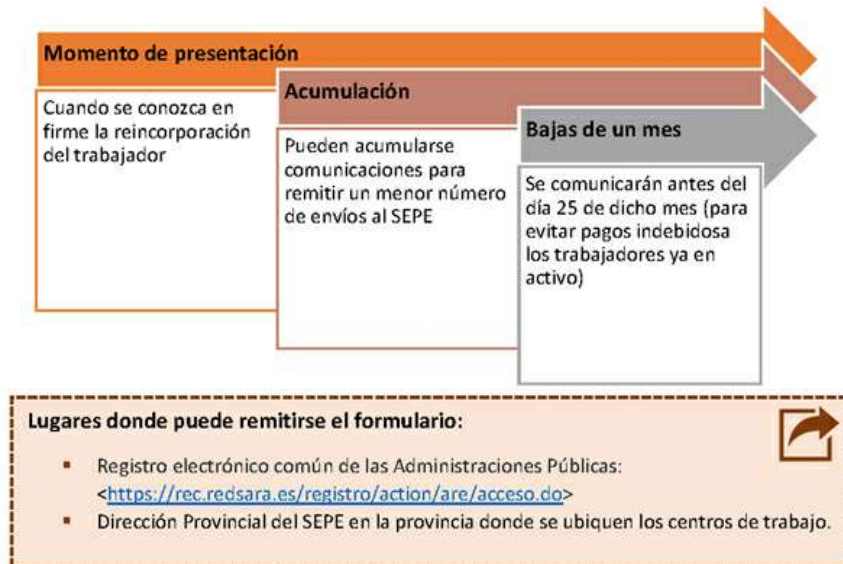 Momento de presentación
Cuando se conozca en
firme la reincorporación
del trabajador
Acumulación
Pueden acumularse
comunicaciones para
remitir un menor número
de envíos al SEPE
Bajas de un mes
Se comunicarán antes del
día 25 de dicho mes (para
evitar pagos indebidosa
los trabajadores ya en
activo)
Lugares donde puede remitirse el formulario:
▪ Registro electrónico común de las Administraciones Públicas:
<https://rec.redsara.es/registro/action/are/acceso.do>
▪ Dirección Provincial del SEPE en la provincia donde se ubiquen los centros de trabajo.